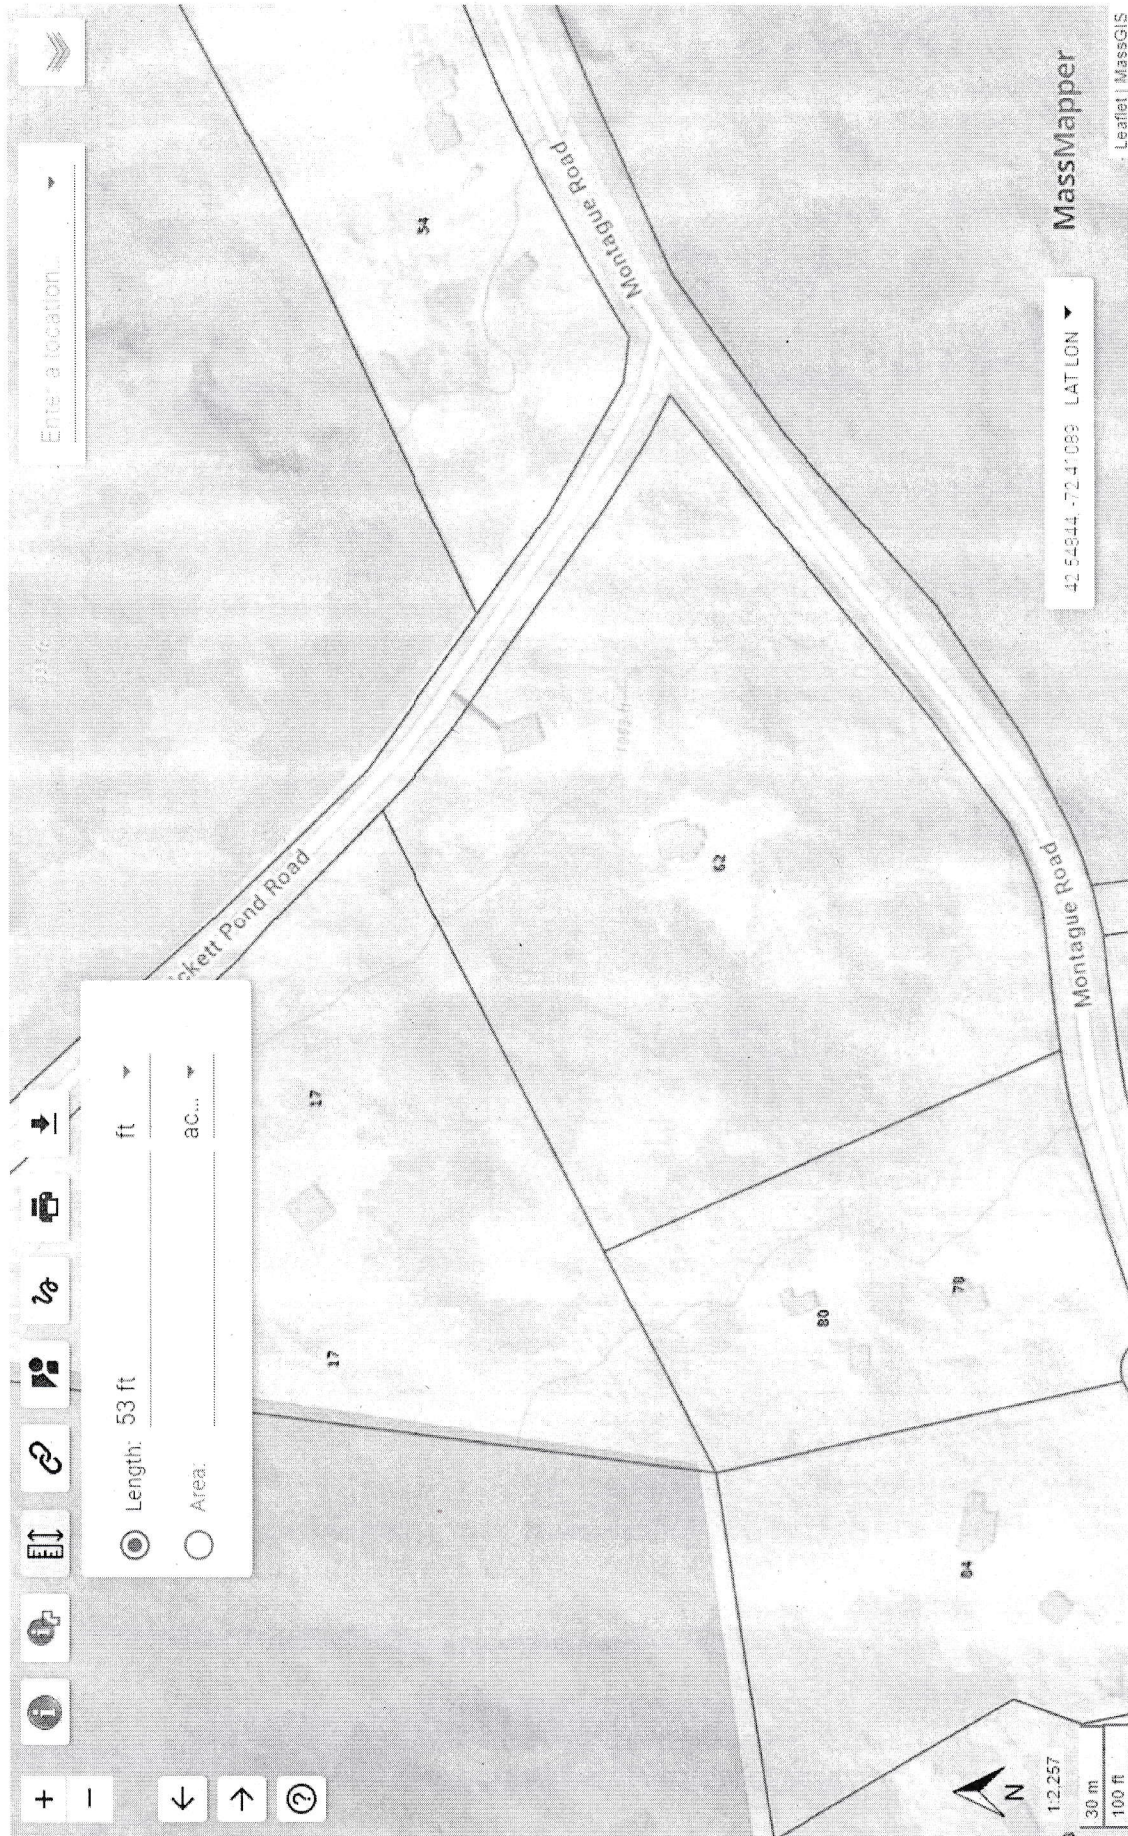 Enter a location...
Length: 53 ft
ft
Area:
ac...
ckett Pond Road
17
17
54
Montague Road
62
80
78
84
Montague Road
N
1:2,257
30 m
100 ft
42.54844, -72.41089 LAT LON
MassMapper
Leaflet | MassGIS